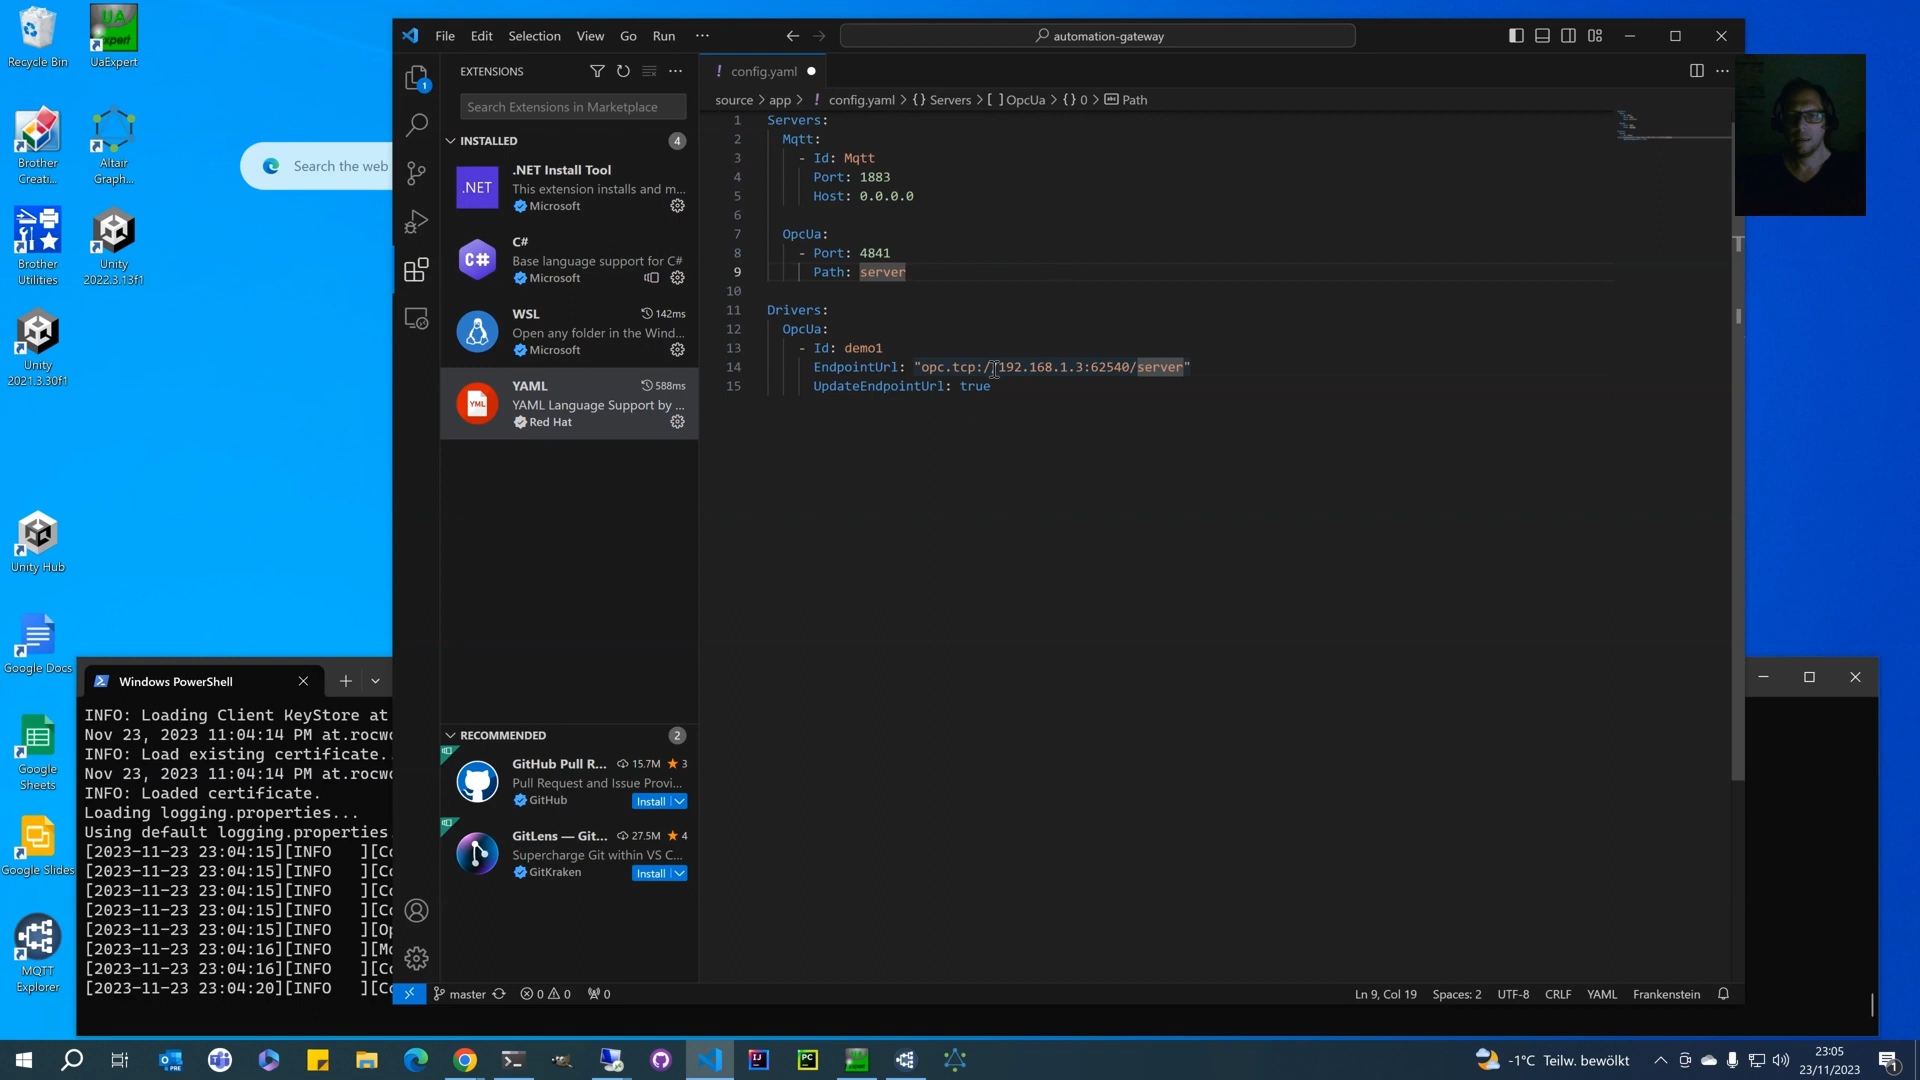 Recycle Bin
UaExpert
Brother
Creati...
Altair
Graph...
Brother
Utilities
Unity
2022.3.13f1
Unity
2021.3.30f1
Unity Hub
Google Docs
Google
Sheets
Google Slides
MQTT
Explorer
Search the web
File Edit Selection View Go Run ···
automation-gateway
EXTENSIONS
Search Extensions in Marketplace
INSTALLED 4
.NET
.NET Install Tool
This extension installs and m...
Microsoft
C#
C#
Base language support for C#
Microsoft
WSL 142ms
Open any folder in the Wind...
Microsoft
YML
YAML 588ms
YAML Language Support by ...
Red Hat
RECOMMENDED 2
GitHub Pull R... 15.7M 3
Pull Request and Issue Provi...
GitHub Install
GitLens — Git... 27.5M 4
Supercharge Git within VS C...
GitKraken Install
! config.yaml
source > app > ! config.yaml > {} Servers > [ ] OpcUa > {} 0 > Path
1 Servers:
2 Mqtt:
3 - Id: Mqtt
4 Port: 1883
5 Host: 0.0.0.0
6
7 OpcUa:
8 - Port: 4841
9 Path: server
10
11 Drivers:
12 OpcUa:
13 - Id: demo1
14 EndpointUrl: "opc.tcp://192.168.1.3:62540/server"
15 UpdateEndpointUrl: true
master 0 0 0
Ln 9, Col 19 Spaces: 2 UTF-8 CRLF YAML Frankenstein
Windows PowerShell
INFO: Loading Client KeyStore at
Nov 23, 2023 11:04:14 PM at.rocwo
INFO: Load existing certificate.
Nov 23, 2023 11:04:14 PM at.rocwo
INFO: Loaded certificate.
Loading logging.properties...
Using default logging.properties.
[2023-11-23 23:04:15][INFO ][Co
[2023-11-23 23:04:15][INFO ][Co
[2023-11-23 23:04:15][INFO ][Co
[2023-11-23 23:04:15][INFO ][Co
[2023-11-23 23:04:15][INFO ][Op
[2023-11-23 23:04:16][INFO ][Mo
[2023-11-23 23:04:16][INFO ][Co
[2023-11-23 23:04:20][INFO ][Co
-1°C Teilw. bewölkt
23:05
23/11/2023